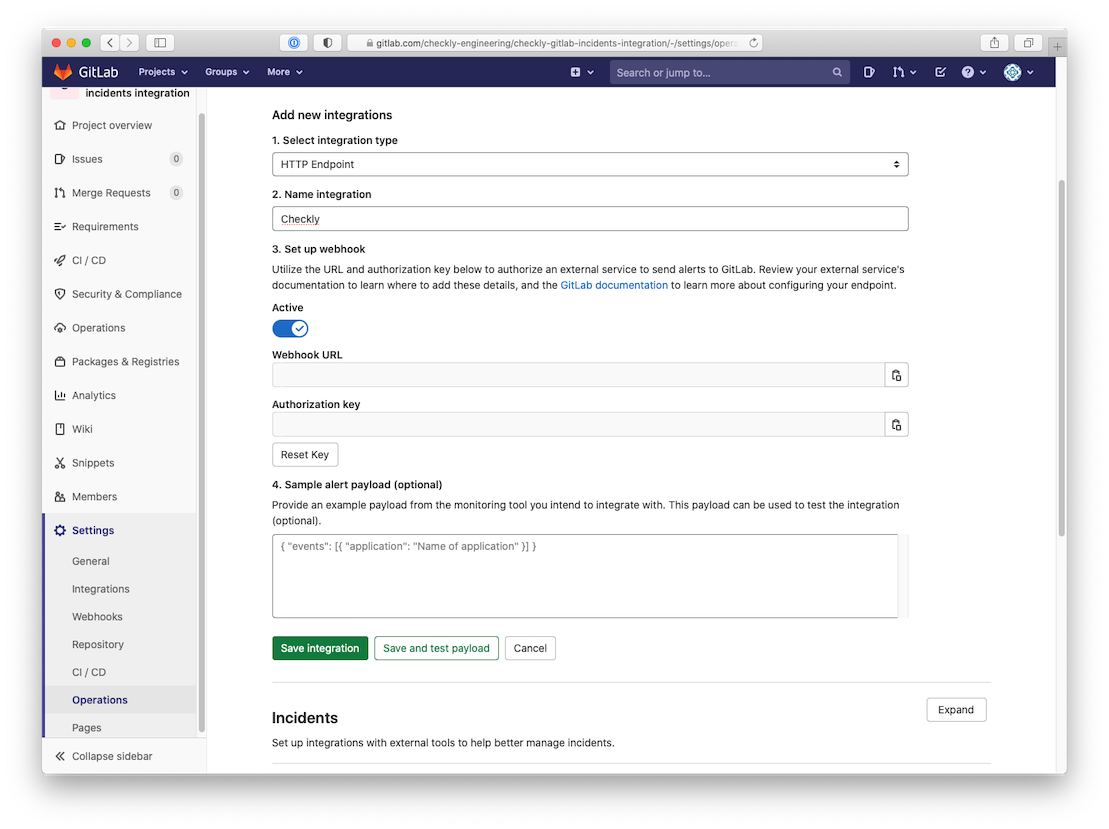 gitlab.com/checkly-engineering/checkly-gitlab-incidents-integration/-/settings/oper
GitLab
Projects
Groups
More
Search or jump to...
incidents integration
Project overview
Issues 0
Merge Requests 0
Requirements
CI / CD
Security & Compliance
Operations
Packages & Registries
Analytics
Wiki
Snippets
Members
Settings
General
Integrations
Webhooks
Repository
CI / CD
Operations
Pages
Collapse sidebar
Add new integrations
1. Select integration type
HTTP Endpoint
2. Name integration
Checkly
3. Set up webhook
Utilize the URL and authorization key below to authorize an external service to send alerts to GitLab. Review your external service's
documentation to learn where to add these details, and the GitLab documentation to learn more about configuring your endpoint.
Active
Webhook URL
Authorization key
Reset Key
4. Sample alert payload (optional)
Provide an example payload from the monitoring tool you intend to integrate with. This payload can be used to test the integration
(optional).
{ "events": [{ "application": "Name of application" }] }
Save integration
Save and test payload
Cancel
Incidents
Expand
Set up integrations with external tools to help better manage incidents.